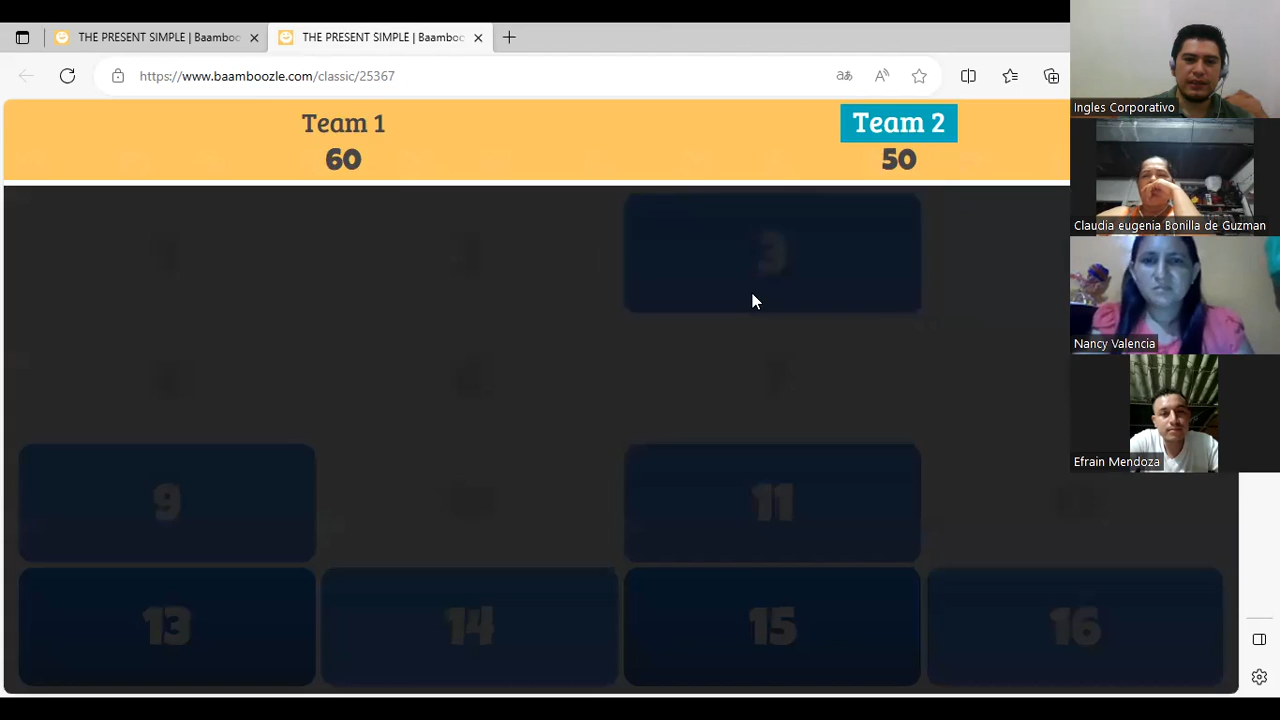 THE PRESENT SIMPLE | Baamboo
THE PRESENT SIMPLE | Baamboo
https://www.baamboozle.com/classic/25367
Team 1
Team 2
60
50
3
9
11
13
14
15
16
Ingles Corporativo
Claudia eugenia Bonilla de Guzman
Nancy Valencia
Efrain Mendoza